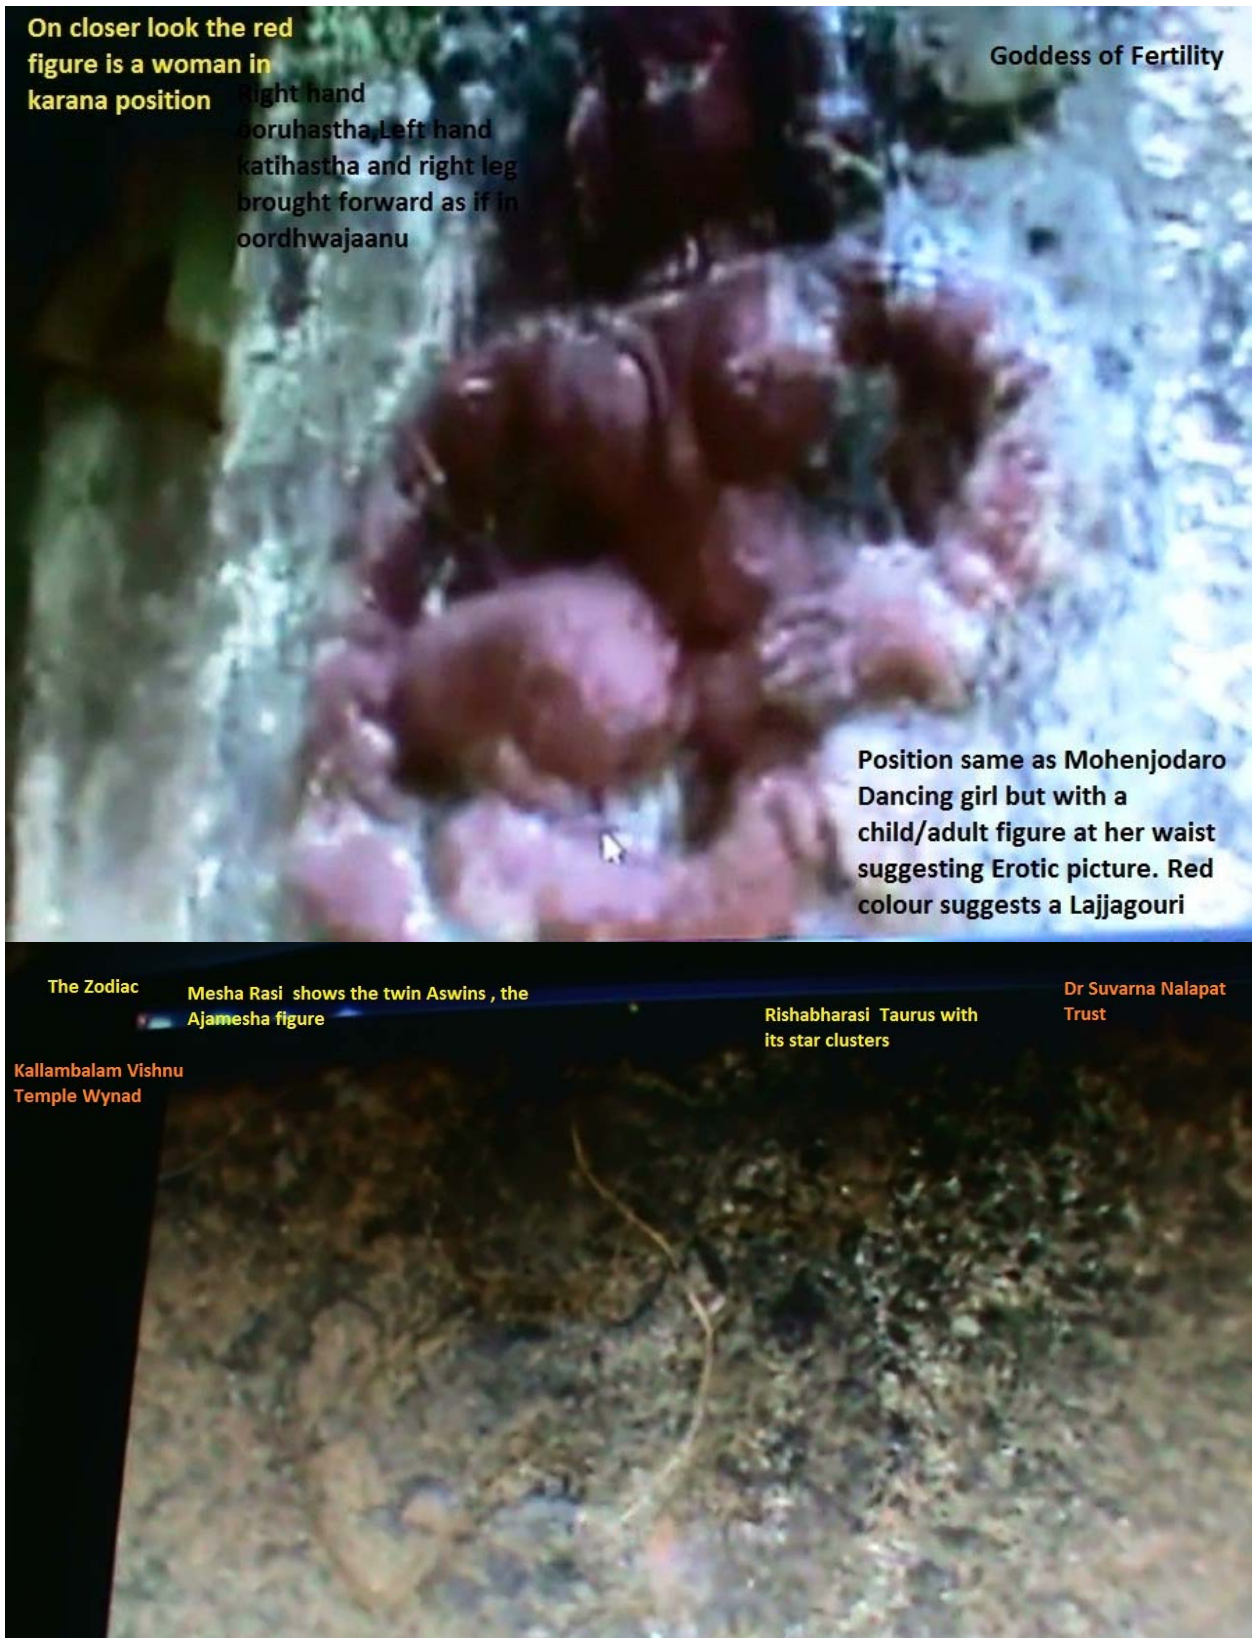 On closer look the red
figure is a woman in
karana position
Right hand
ooruhastha,Left hand
katihastha and right leg
brought forward as if in
oordhwajaanu
Goddess of Fertility
Position same as Mohenjodaro
Dancing girl but with a
child/adult figure at her waist
suggesting Erotic picture. Red
colour suggests a Lajjagouri
The Zodiac
Mesha Rasi shows the twin Aswins , the
Ajamesha figure
Rishabharasi Taurus with
its star clusters
Dr Suvarna Nalapat
Trust
Kallambalam Vishnu
Temple Wynad